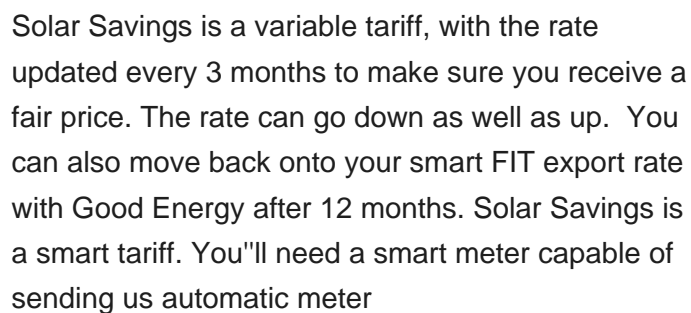 Solar Savings is a variable tariff, with the rate
updated every 3 months to make sure you receive a
fair price. The rate can go down as well as up.  You
can also move back onto your smart FIT export rate
with Good Energy after 12 months. Solar Savings is
a smart tariff. You"ll need a smart meter capable of
sending us automatic meter